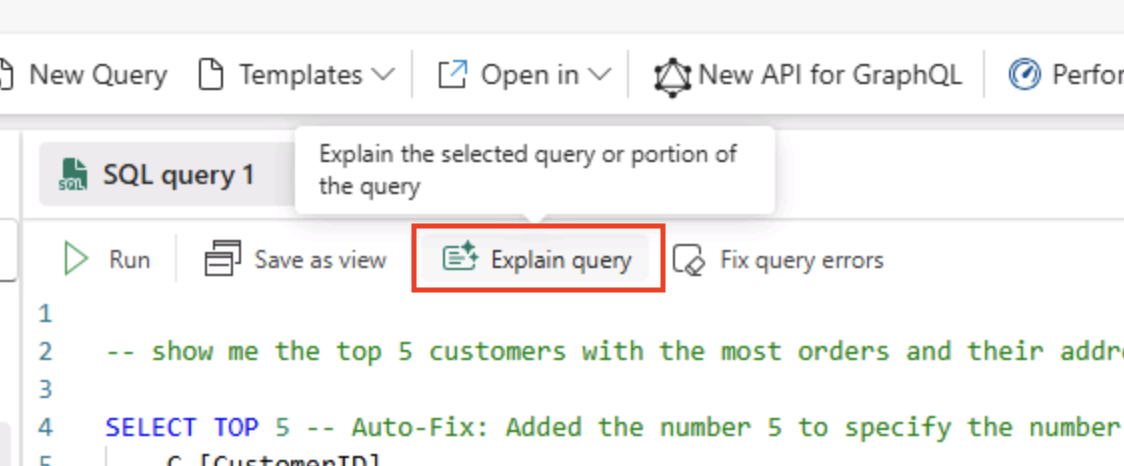 New Query Templates Open in New API for GraphQL
Explain the selected query or portion of
the query
SQL query 1
SQL
Run Save as view Explain query Fix query errors
1
2 -- show me the top 5 customers with the most orders and their
3
4 SELECT TOP 5 -- Auto-Fix: Added the number 5 to specify the number
5 C.[CustomerID]